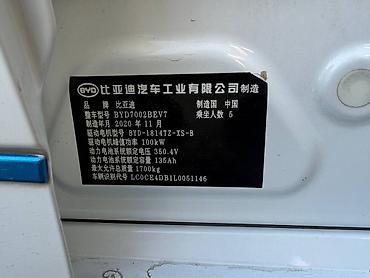 BYD 比亚迪汽车工业有限公司制造
品牌 比亚迪 制造国 中国
整车型号 BYD7002BEV7 乘坐人数 5
制造年月 2020 年 11 月
驱动电机型号 BYD-1814TZ-XS-B
驱动电机峰值功率 100kW
动力电池系统额定电压 350.4V
动力电池系统额定容量 135Ah
最大允许总质量 1700kg
车辆识别代号 LC0CE4DB1L0051146